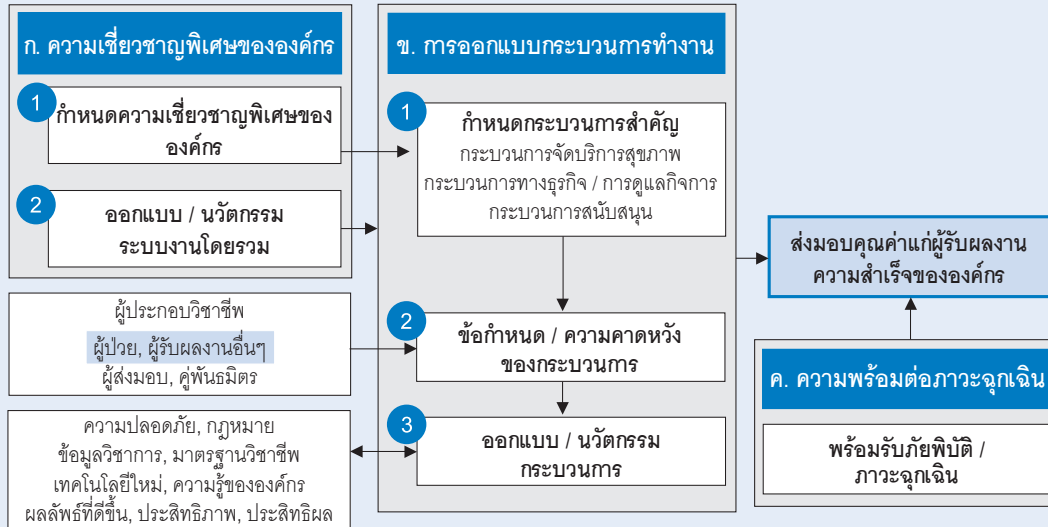 ก. ความเชี่ยวชาญพิเศษขององค์กร
1
กำหนดความเชี่ยวชาญพิเศษของ
องค์กร
2
ออกแบบ / นวัตกรรม
ระบบงานโดยรวม
ผู้ประกอบวิชาชีพ
ผู้ป่วย, ผู้รับผลงานอื่นๆ
ผู้ส่งมอบ, คู่พันธมิตร
ความปลอดภัย, กฎหมาย
ข้อมูลวิชาการ, มาตรฐานวิชาชีพ
เทคโนโลยีใหม่, ความรู้ขององค์กร
ผลลัพธ์ที่ดีขึ้น, ประสิทธิภาพ, ประสิทธิผล
ข. การออกแบบกระบวนการทำงาน
1
กำหนดกระบวนการสำคัญ
กระบวนการจัดบริการสุขภาพ
กระบวนการทางธุรกิจ / การดูแลกิจการ
กระบวนการสนับสนุน
2
ข้อกำหนด / ความคาดหวัง
ของกระบวนการ
3
ออกแบบ / นวัตกรรม
กระบวนการ
ส่งมอบคุณค่าแก่ผู้รับผลงาน
ความสำเร็จขององค์กร
ค. ความพร้อมต่อภาวะฉุกเฉิน
พร้อมรับภัยพิบัติ /
ภาวะฉุกเฉิน